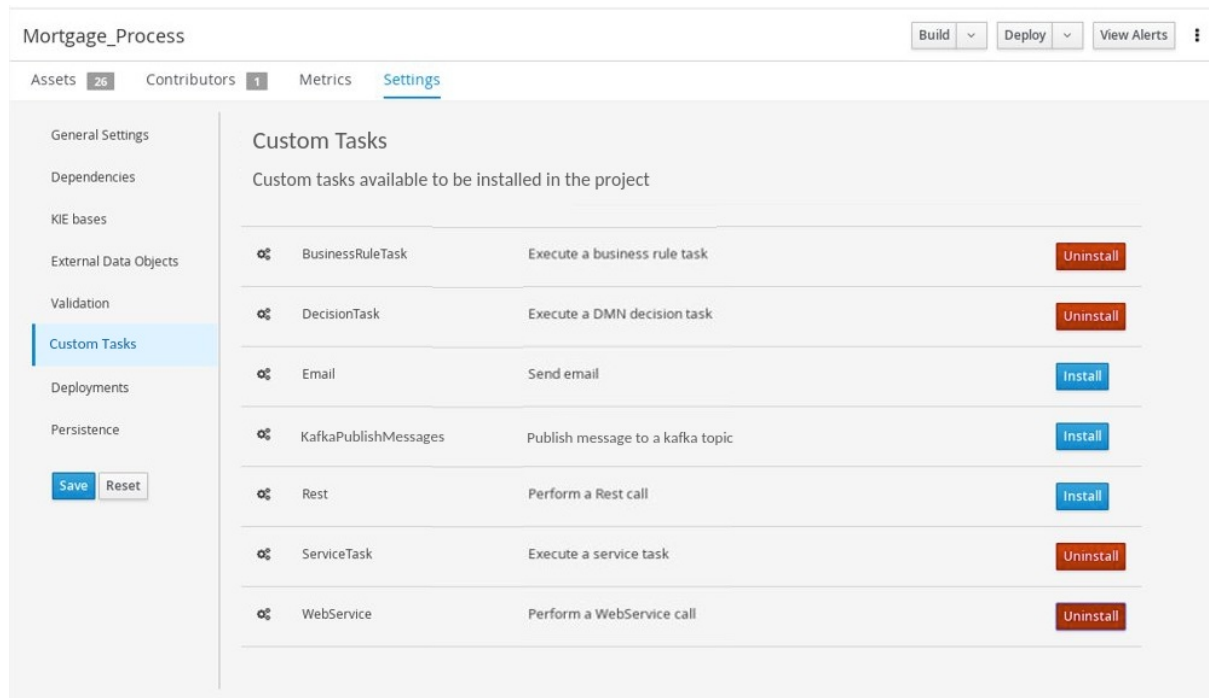 Mortgage_Process
Build
Deploy
View Alerts
Assets 26 Contributors 1 Metrics Settings
General Settings
Dependencies
KIE bases
External Data Objects
Validation
Custom Tasks
Deployments
Persistence
Save Reset
Custom Tasks
Custom tasks available to be installed in the project
BusinessRuleTask Execute a business rule task Uninstall
DecisionTask Execute a DMN decision task Uninstall
Email Send email Install
KafkaPublishMessages Publish message to a kafka topic Install
Rest Perform a Rest call Install
ServiceTask Execute a service task Uninstall
WebService Perform a WebService call Uninstall